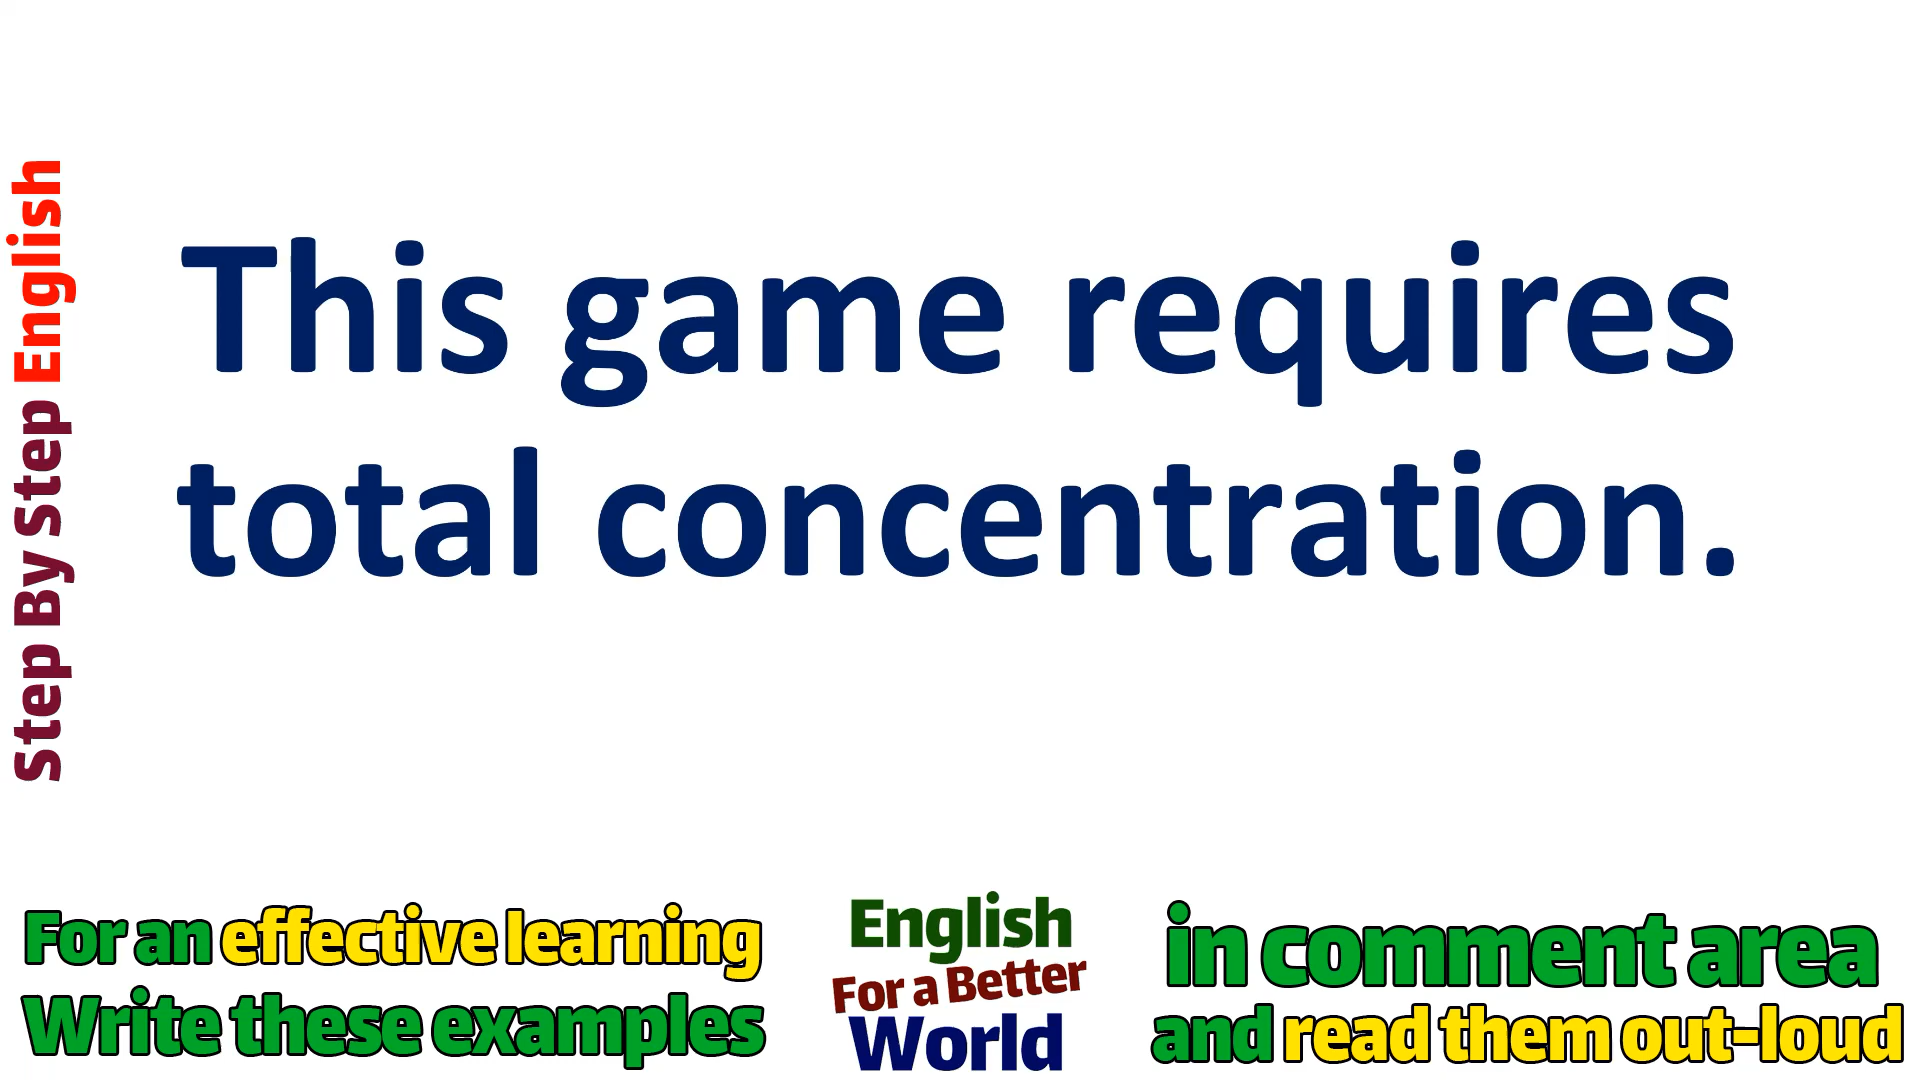 Step By Step English
This game requires
total concentration.
For an effective learning
Write these examples
English
For a Better
World
in comment area
and read them out-loud